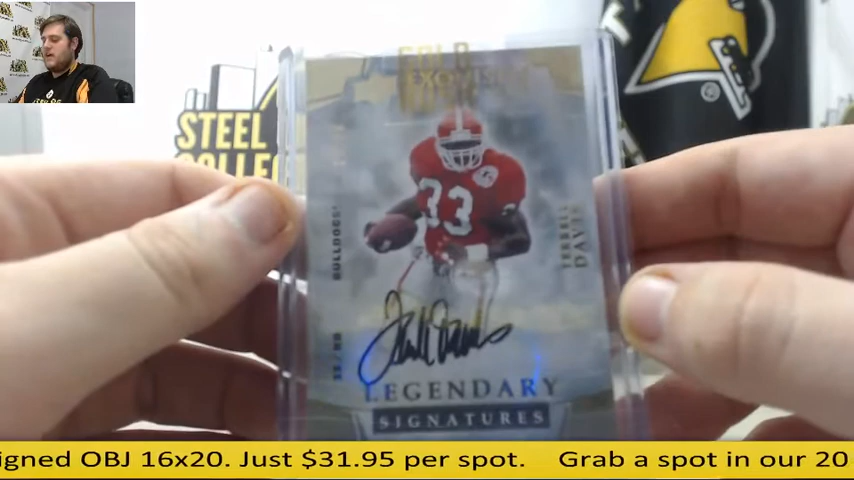 STEEL
EXQUISITE
33
BULLDOGS
TERRELL
DAVIS
LEGENDARY
SIGNATURES
igned OBJ 16x20. Just $31.95 per spot. Grab a spot in our 20